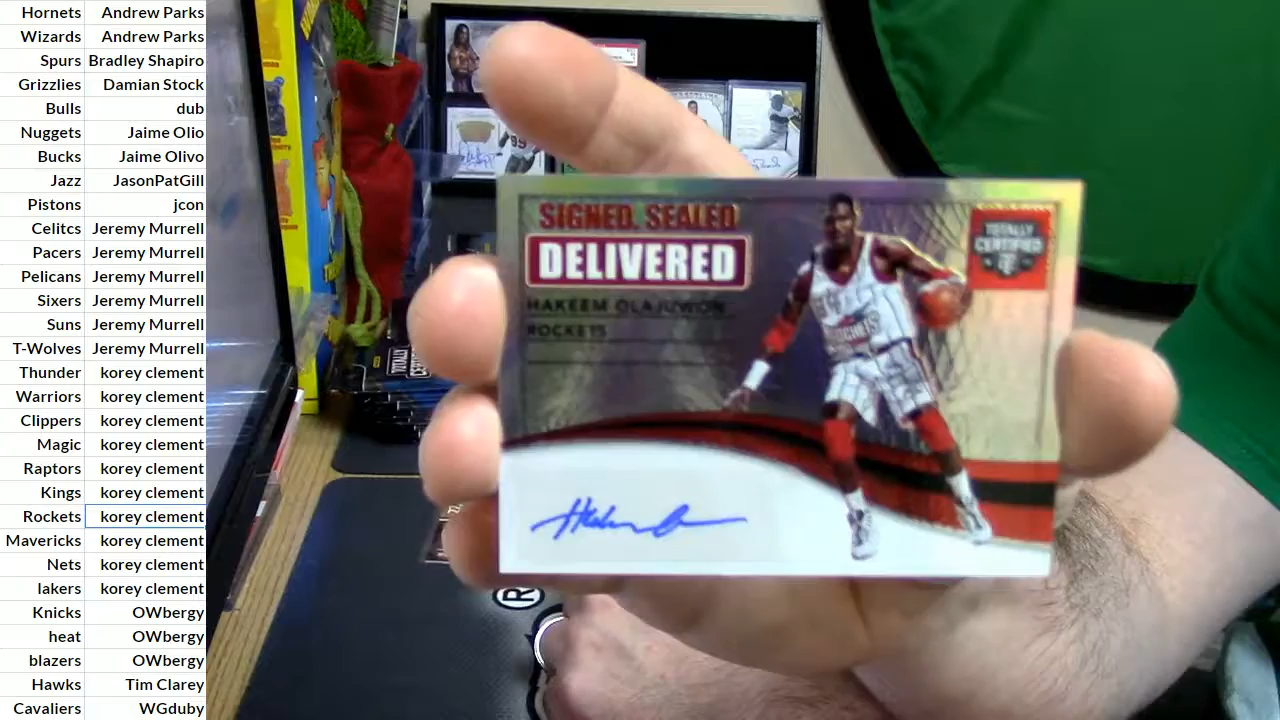 Hornets Andrew Parks
Wizards Andrew Parks
Spurs Bradley Shapiro
Grizzlies Damian Stock
Bulls dub
Nuggets Jaime Olio
Bucks Jaime Olivo
Jazz JasonPatGill
Pistons jcon
Celitcs Jeremy Murrell
Pacers Jeremy Murrell
Pelicans Jeremy Murrell
Sixers Jeremy Murrell
Suns Jeremy Murrell
T-Wolves Jeremy Murrell
Thunder korey clement
Warriors korey clement
Clippers korey clement
Magic korey clement
Raptors korey clement
Kings korey clement
Rockets korey clement
Mavericks korey clement
Nets korey clement
lakers korey clement
Knicks OWbergy
heat OWbergy
blazers OWbergy
Hawks Tim Clarey
Cavaliers WGduby
SIGNED, SEALED
DELIVERED
HAKEEM OLAJUWON
ROCKETS
TOTALLY
CERTIFIED
ROCKETS
TOTALLY
99
®